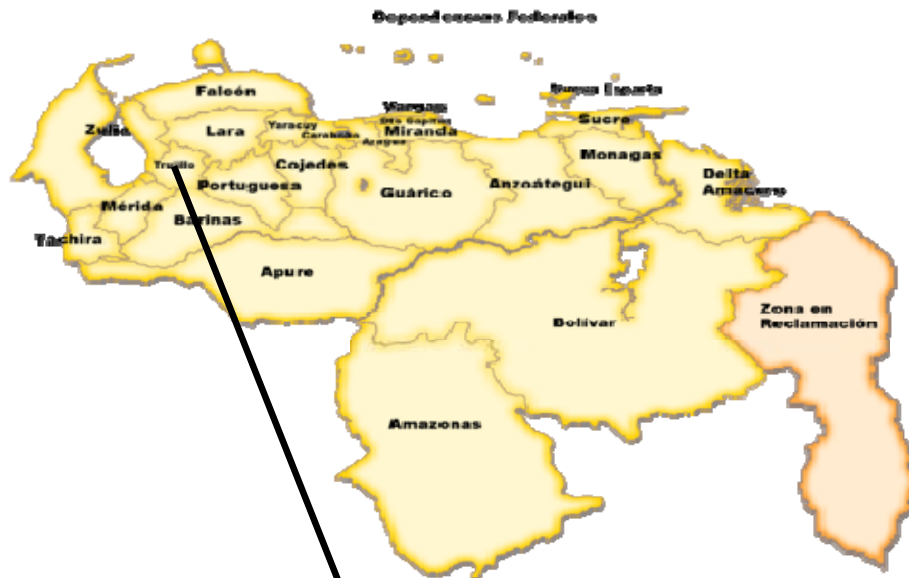 Dependencias Federales
Nueva Esparta
Falcón
Vargas
Dto Capital
Sucre
Zulia
Lara
Yaracuy
Carabobo
Miranda
Aragua
Trujillo
Cojedes
Monagas
Portuguesa
Guárico
Anzoátegui
Delta
Amacuro
Mérida
Barinas
Táchira
Apure
Bolívar
Zona en
Reclamación
Amazonas